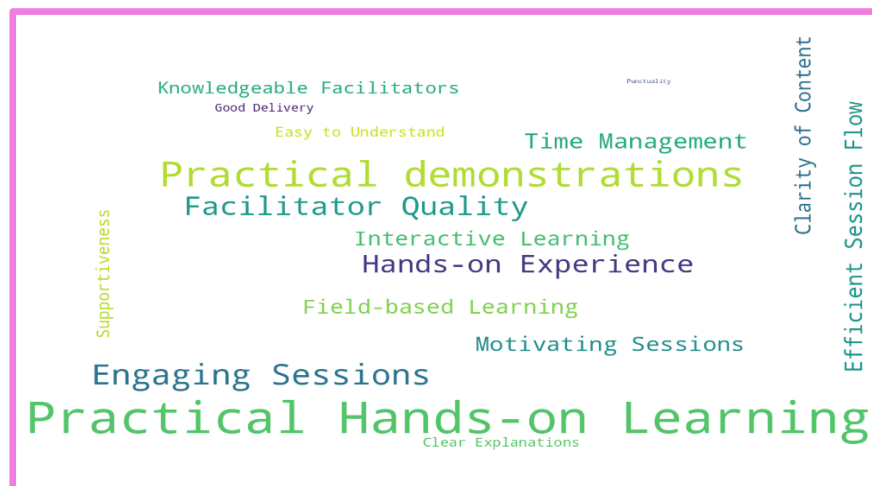 Knowledgeable Facilitators
Punctuality
Good Delivery
Easy to Understand
Time Management
Practical demonstrations
Facilitator Quality
Interactive Learning
Hands-on Experience
Field-based Learning
Motivating Sessions
Engaging Sessions
Practical Hands-on Learning
Clear Explanations
Supportiveness
Clarity of Content
Efficient Session Flow